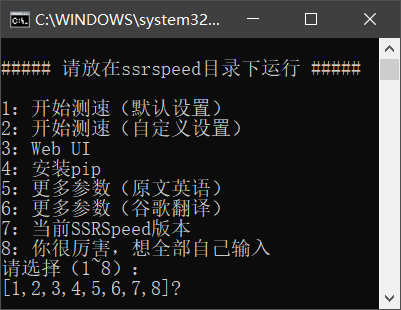 C:\WINDOWS\system32...
##### 请放在ssrspeed目录下运行 #####
1: 开始测速（默认设置）
2: 开始测速（自定义设置）
3: Web UI
4: 安装pip
5: 更多参数（原文英语）
6: 更多参数（谷歌翻译）
7: 当前SSRSpeed版本
8: 你很厉害，想全部自己输入
请选择（1~8）:
[1,2,3,4,5,6,7,8]?